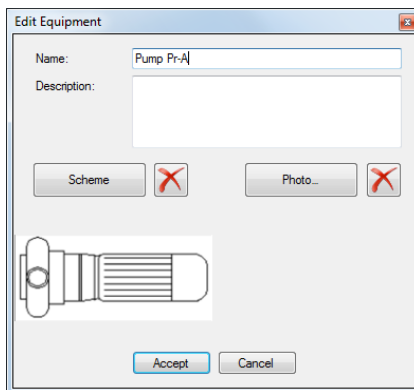 Edit Equipment
Name: Pump Pr-A
Description:
Scheme Photo...
Accept Cancel